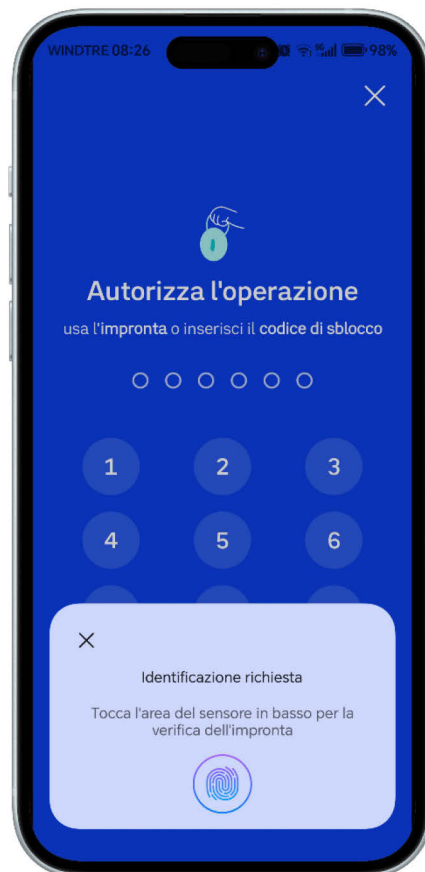 WINDTRE 08:26 98%
Autorizza l'operazione
usa l'impronta o inserisci il codice di sblocco
1 2 3
4 5 6
Identificazione richiesta
Tocca l'area del sensore in basso per la
verifica dell'impronta